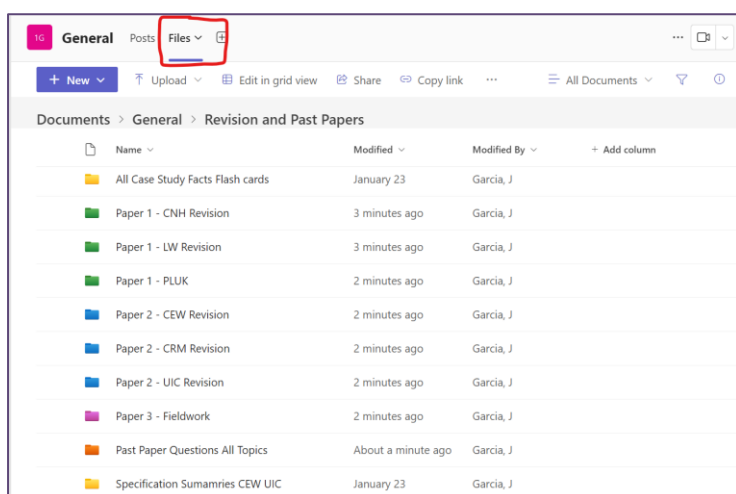 1G General Posts Files
+ New Upload Edit in grid view Share Copy link ... All Documents
Documents > General > Revision and Past Papers
Name Modified Modified By + Add column
All Case Study Facts Flash cards January 23 Garcia, J
Paper 1 - CNH Revision 3 minutes ago Garcia, J
Paper 1 - LW Revision 3 minutes ago Garcia, J
Paper 1 - PLUK 2 minutes ago Garcia, J
Paper 2 - CEW Revision 2 minutes ago Garcia, J
Paper 2 - CRM Revision 2 minutes ago Garcia, J
Paper 2 - UIC Revision 2 minutes ago Garcia, J
Paper 3 - Fieldwork 2 minutes ago Garcia, J
Past Paper Questions All Topics About a minute ago Garcia, J
Specification Sumamries CEW UIC January 23 Garcia, J